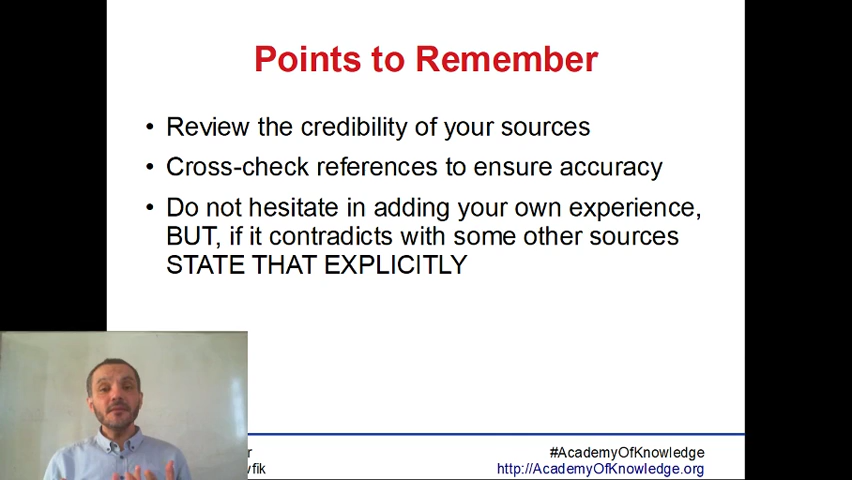 Points to Remember
• Review the credibility of your sources
• Cross-check references to ensure accuracy
• Do not hesitate in adding your own experience,
BUT, if it contradicts with some other sources
STATE THAT EXPLICITLY
#AcademyOfKnowledge
http://AcademyOfKnowledge.org